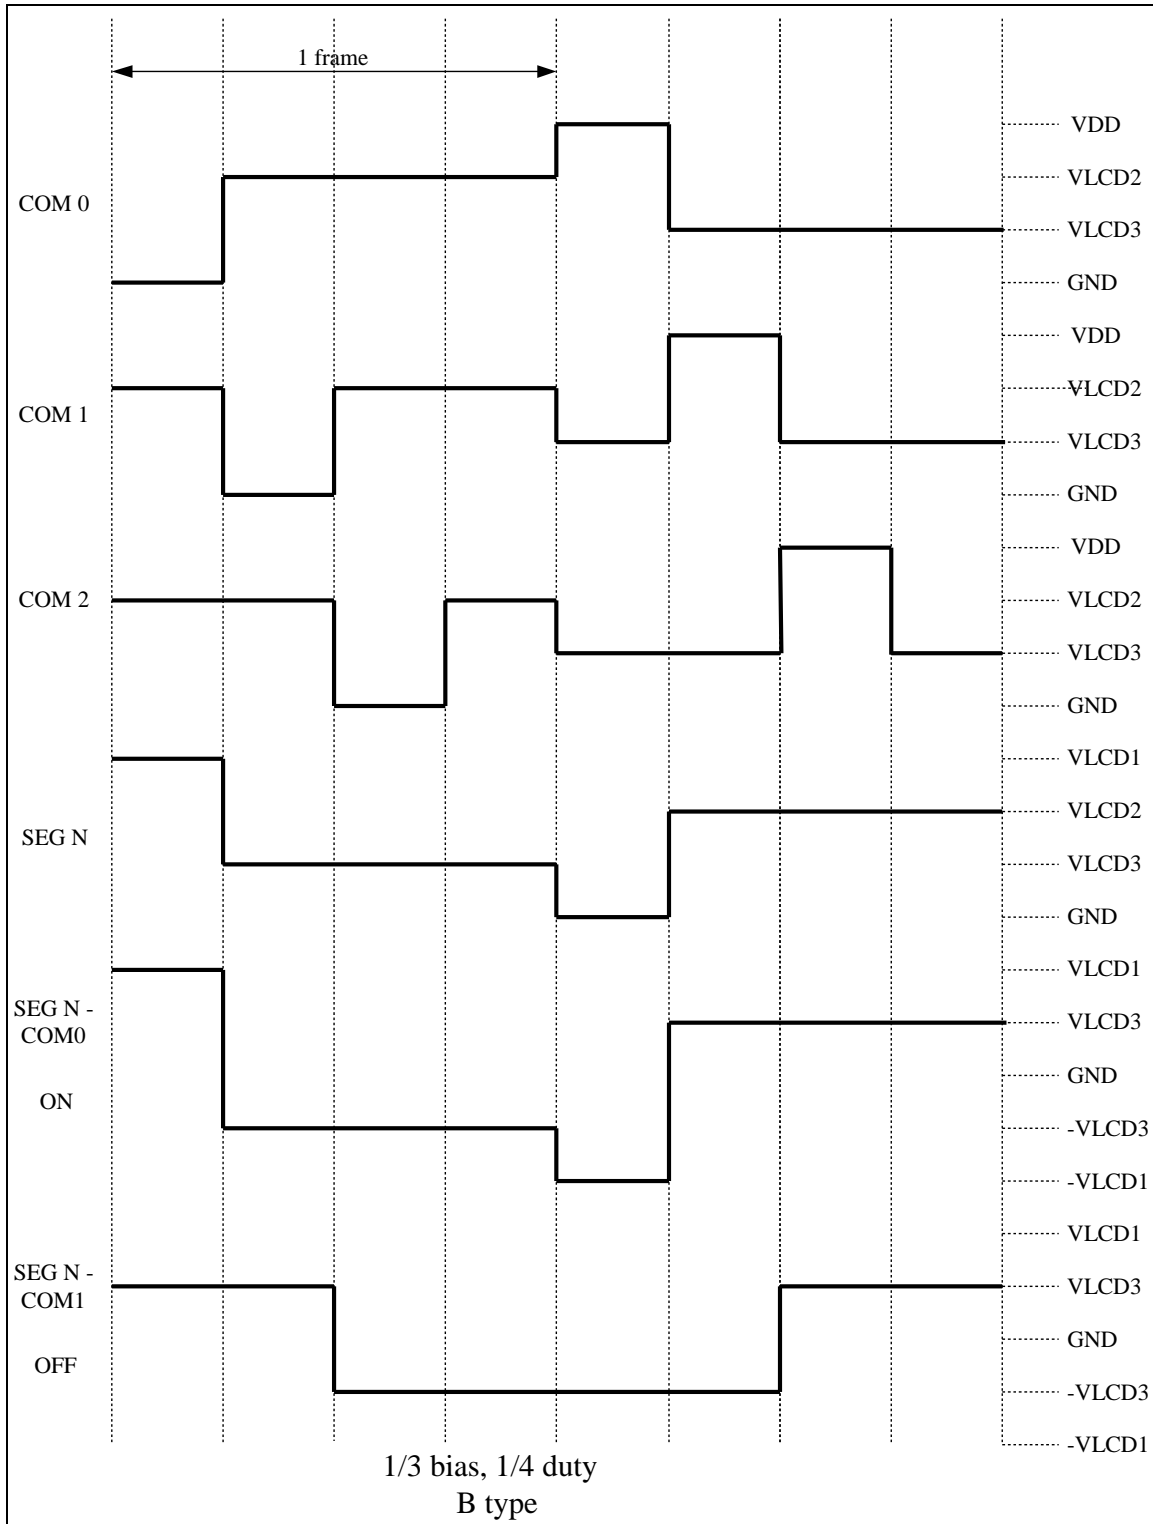 1 frame
VDD
VLCD2
COM 0
VLCD3
GND
VDD
VLCD2
COM 1
VLCD3
GND
VDD
COM 2
VLCD2
VLCD3
GND
VLCD1
VLCD2
SEG N
VLCD3
GND
VLCD1
SEG N -
COM0
VLCD3
GND
ON
-VLCD3
-VLCD1
VLCD1
SEG N -
COM1
VLCD3
GND
OFF
-VLCD3
-VLCD1
1/3 bias, 1/4 duty
B type